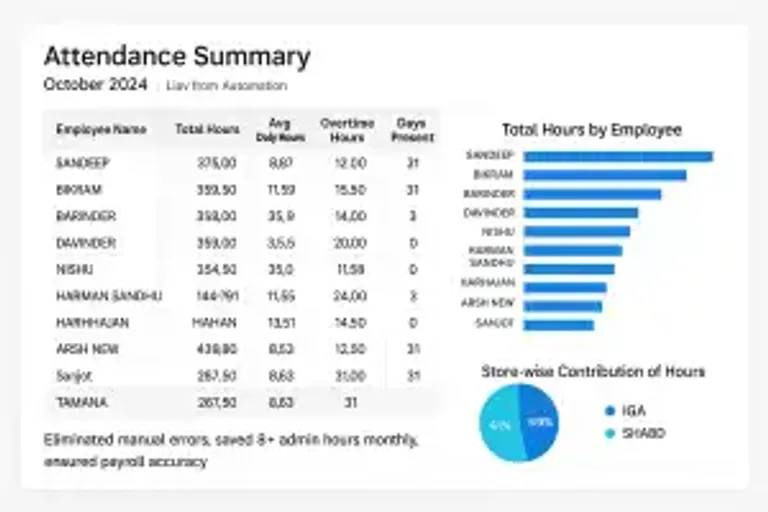 Attendance Summary
October 2024 Liav from Automation
Employee Name Total Hours Avg Daily Hours Overtime Hours Days Present
SANDEEP 375,00 8,87 12.00 31
BIKRAM 359,50 11,59 15,50 31
BARINDER 358,00 35,9 14,00 3
DAVINDER 359,00 3,5,5 20,00 0
NISHU 354,50 35,0 11,58 0
HARMAN SANDHU 144-791 11,55 24,00 3
HARHHAJAN HAHAN 13,51 14,50 0
ARSH NEW 439,80 8,53 12,50 31
Sanjot 267,50 8,63 31,00 31
TAMANA 267,50 8,63 31
Eliminated manual errors, saved 8+ admin hours monthly,
ensured payroll accuracy
Total Hours by Employee
SANDEEP
BIKRAM
BARINDER
DAVINDER
NISHU
HARMAN
SANDHU
ARSH NEW
SANJOT
Store-wise Contribution of Hours
IGA
SHABD